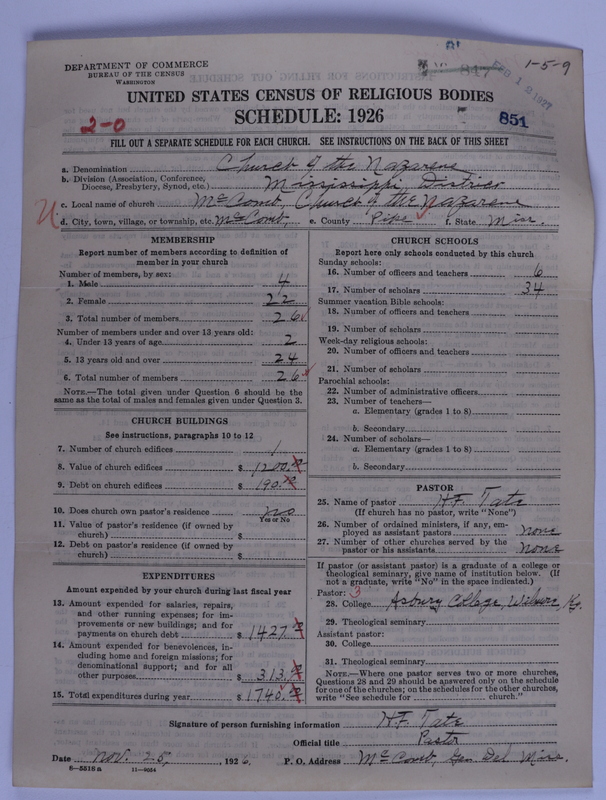 DEPARTMENT OF COMMERCE
BUREAU OF THE CENSUS
WASHINGTON
1-5-9
FEB 18 1927
UNITED STATES CENSUS OF RELIGIOUS BODIES
SCHEDULE: 1926
2-0
851
FILL OUT A SEPARATE SCHEDULE FOR EACH CHURCH. SEE INSTRUCTIONS ON THE BACK OF THIS SHEET
a. Denomination Church of the Nazarene
b. Division (Association, Conference, Diocese, Presbytery, Synod, etc.) Mississippi, District
c. Local name of church McComb, Church of the Nazarene
d. City, town, village, or township, etc. McComb, e. County Pike f. State Miss.
MEMBERSHIP
Report number of members according to definition of member in your church
Number of members, by sex:
1. Male 4
2. Female 22
3. Total number of members 26
Number of members under and over 13 years old:
4. Under 13 years of age 2
5. 13 years old and over 24
6. Total number of members 26
NOTE.—The total given under Question 6 should be the same as the total of males and females given under Question 3.
CHURCH BUILDINGS
See instructions, paragraphs 10 to 12
7. Number of church edifices 1
8. Value of church edifices $ 1200.00
9. Debt on church edifices $ 190.00
10. Does church own pastor's residence no
Yes or No
11. Value of pastor's residence (if owned by church) $
12. Debt on pastor's residence (if owned by church) $
EXPENDITURES
Amount expended by your church during last fiscal year
13. Amount expended for salaries, repairs, and other running expenses; for improvements or new buildings; and for payments on church debt $ 1427.00
14. Amount expended for benevolences, including home and foreign missions; for denominational support; and for all other purposes $ 313.00
15. Total expenditures during year $ 1740.00
CHURCH SCHOOLS
Report here only schools conducted by this church
Sunday schools:
16. Number of officers and teachers 6
17. Number of scholars 34
Summer vacation Bible schools:
18. Number of officers and teachers
19. Number of scholars
Week-day religious schools:
20. Number of officers and teachers
21. Number of scholars
Parochial schools:
22. Number of administrative officers
23. Number of teachers—
a. Elementary (grades 1 to 8)
b. Secondary
24. Number of scholars—
a. Elementary (grades 1 to 8)
b. Secondary
PASTOR
25. Name of pastor H.F. Tate
(If church has no pastor, write "None")
26. Number of ordained ministers, if any, employed as assistant pastors none
27. Number of other churches served by the pastor or his assistants none
If pastor (or assistant pastor) is a graduate of a college or theological seminary, give name of institution below. (If not a graduate, write "No" in the space indicated.)
Pastor: 3
28. College Asbury College, Wilmore Ky.
29. Theological seminary
Assistant pastor:
30. College
31. Theological seminary
NOTE.—Where one pastor serves two or more churches, Questions 28 and 29 should be answered only on the schedule for one of the churches; on the schedules for the other churches, write "See schedule for church."
Signature of person furnishing information H.F. Tate
Official title Pastor
Date Nov. 25, 1926. P. O. Address McComb, Gen Del Miss.
6—5518 a 11—9054